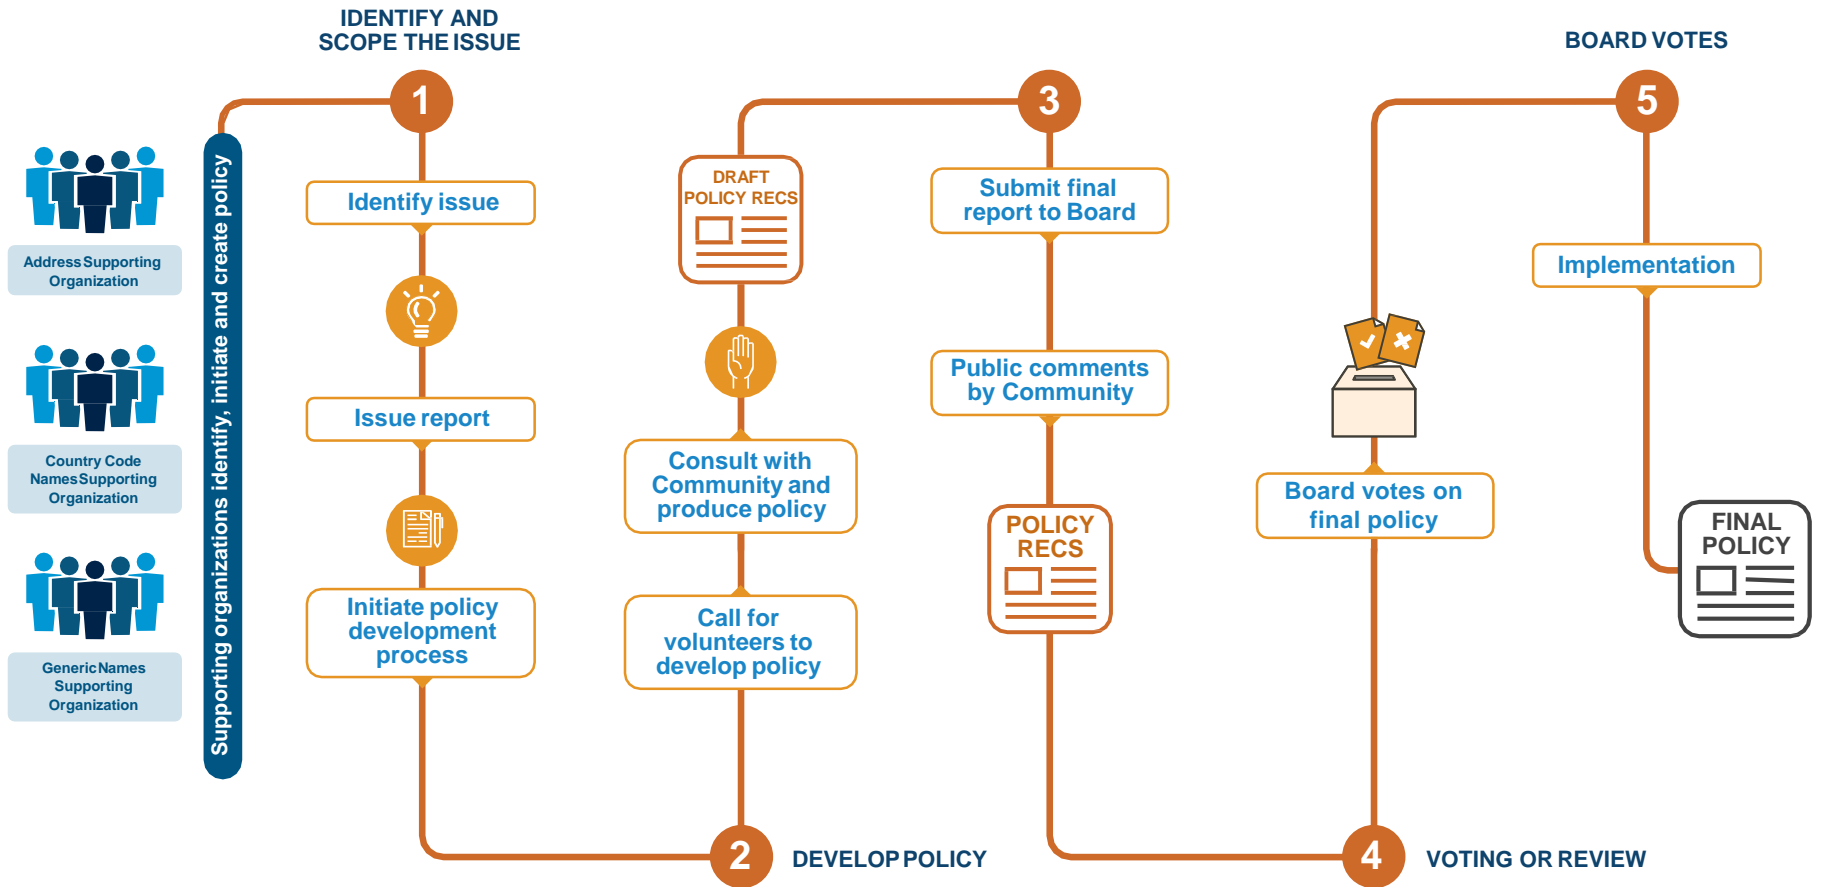 Address Supporting
Organization
Country Code
Names Supporting
Organization
Generic Names
Supporting
Organization
Supporting organizations identify, initiate and create policy
IDENTIFY AND
SCOPE THE ISSUE
1
Identify issue
Issue report
Initiate policy
development
process
2
DEVELOP POLICY
Call for
volunteers to
develop policy
Consult with
Community and
produce policy
DRAFT
POLICY RECS
3
Submit final
report to Board
Public comments
by Community
POLICY
RECS
4
VOTING OR REVIEW
Board votes on
final policy
BOARD VOTES
5
Implementation
FINAL
POLICY